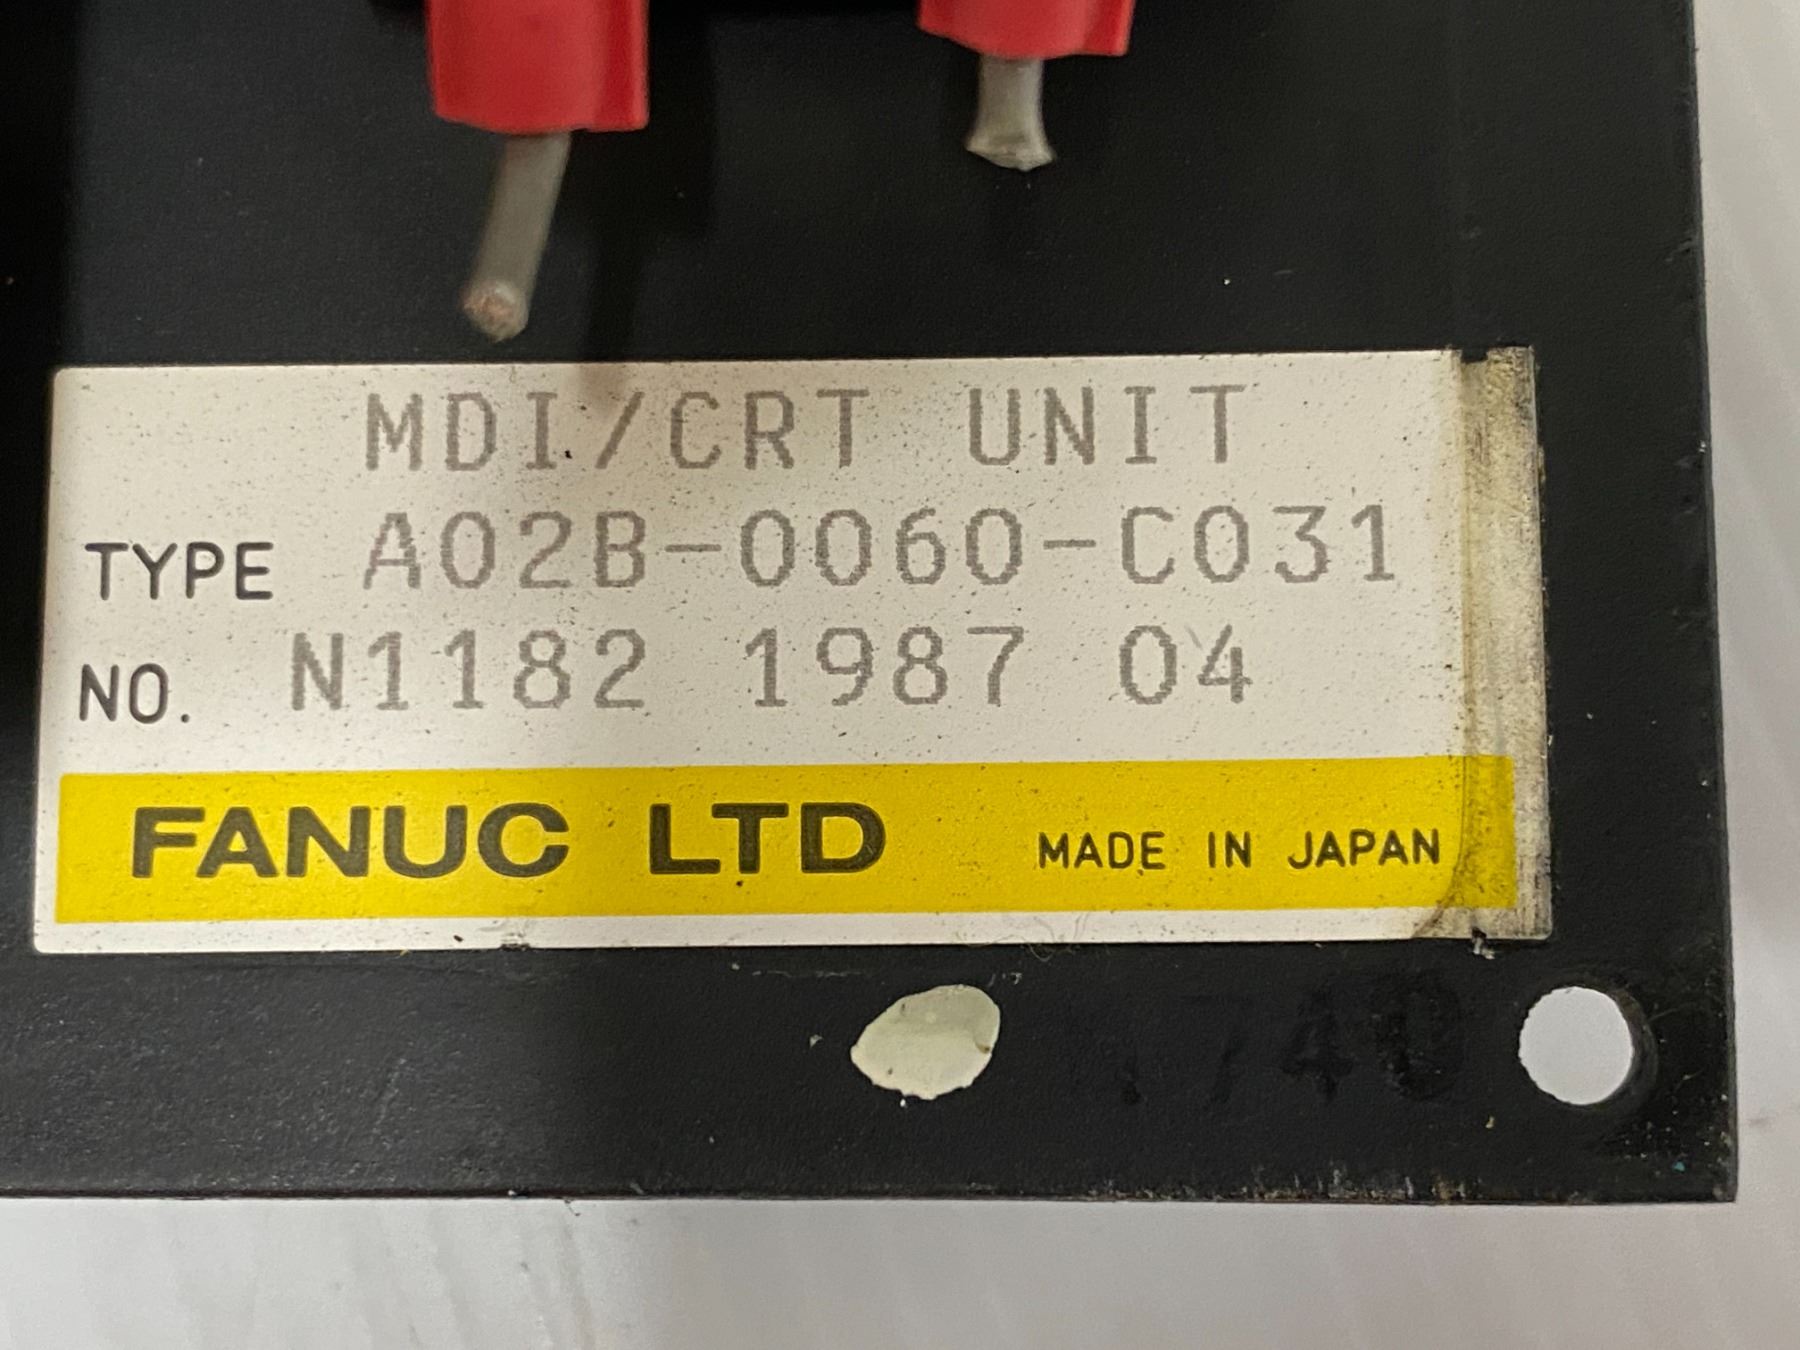 MDI/CRT UNIT
TYPE A02B-0060-C031
NO. N1182 1987 04
FANUC LTD MADE IN JAPAN